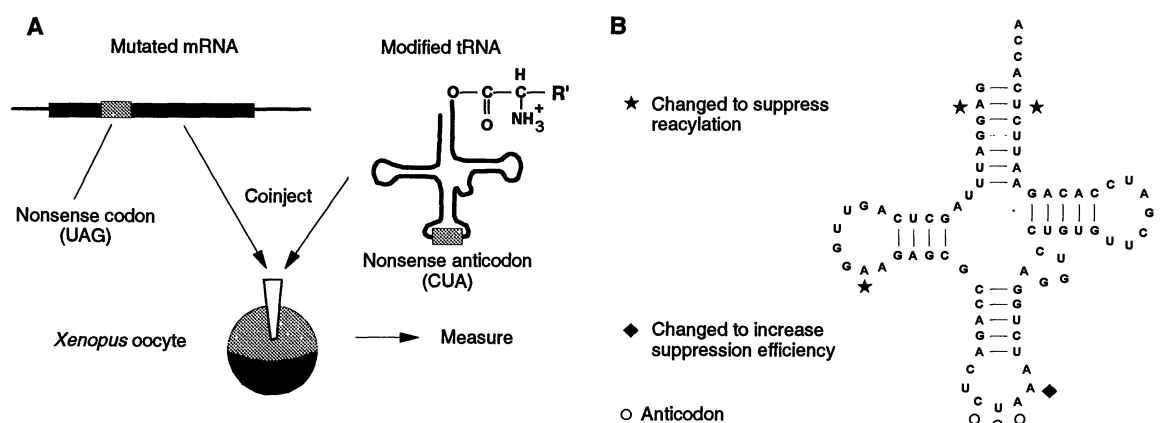 A
Mutated mRNA
Modified tRNA
H
O C C R'
O NH3 +
Coinject
Nonsense codon
(UAG)
Nonsense anticodon
(CUA)
Xenopus oocyte
Measure
B
★ Changed to suppress
reacylation
◆ Changed to increase
suppression efficiency
○ Anticodon
A
C
C
A
G C
A U
G C
G U
A U
U A
U A
U G A C U C G A U
U
G
G A A G A G C G
G A C A C C U A G C U U G U G U C
C U G G A
C G
C G
A U
G C
A U
C A
U A
C U A